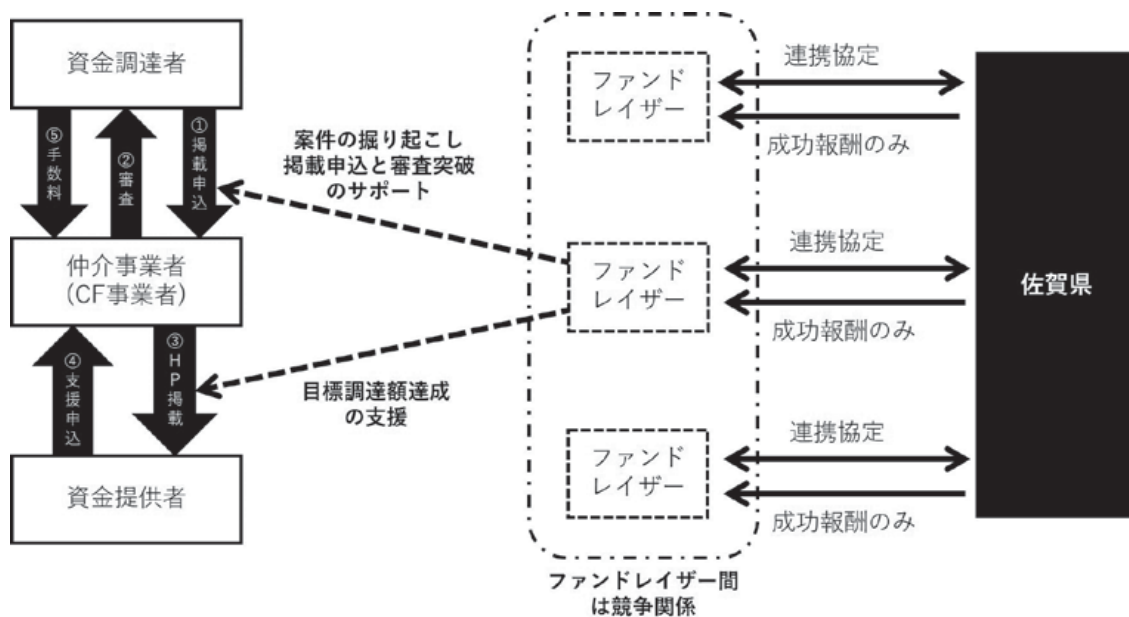 資金調達者
⑤手数料
②審査
①掲載申込
仲介事業者
(CF事業者)
④支援申込
③HP掲載
資金提供者
案件の掘り起こし
掲載申込と審査突破
のサポート
目標調達額達成
の支援
ファンド
レイザー
連携協定
成功報酬のみ
ファンド
レイザー
連携協定
成功報酬のみ
ファンド
レイザー
連携協定
成功報酬のみ
ファンドレイザー間
は競争関係
佐賀県